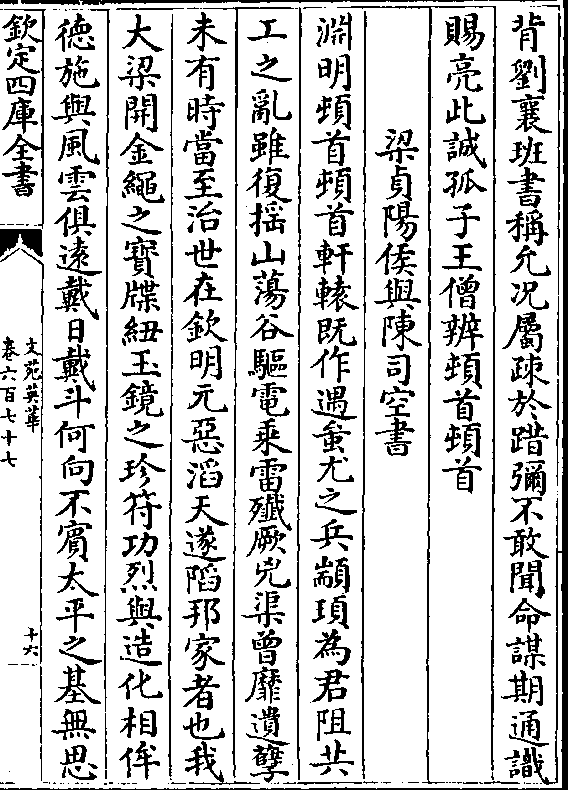 背劉襄班書稱允况屬疎於踖彌不敢聞命謀期通識
賜亮此誠孤子王僧辨頓首頓首
梁貞陽侯與陳司空書
淵明頓首頓首軒轅既作遇蚩尤之兵顓頊為君阻共
工之亂雖復揺山蕩谷驅電乘雷殲厥兇渠曾靡遺孽
未有時當至治世在欽明元惡滔天遂陷邦家者也我
大梁開金繩之寶牒紐玉鏡之珍符功烈與造化相侔
德施與風雲俱遠戴日戴斗何向不賓太平之基無思
欽定四庫全書
文苑英華
卷六百七十七
十六